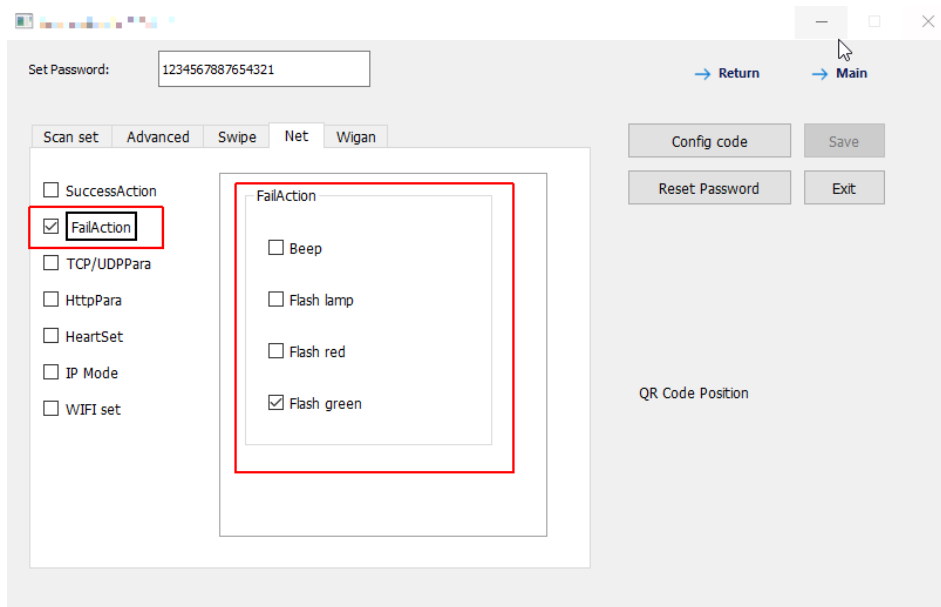 Set Password: 1234567887654321
Return Main
Scan set Advanced Swipe Net Wigan
Config code Save
Reset Password Exit
SuccessAction
FailAction
TCP/UDPPara
HttpPara
HeartSet
IP Mode
WIFI set
FailAction
Beep
Flash lamp
Flash red
Flash green
QR Code Position